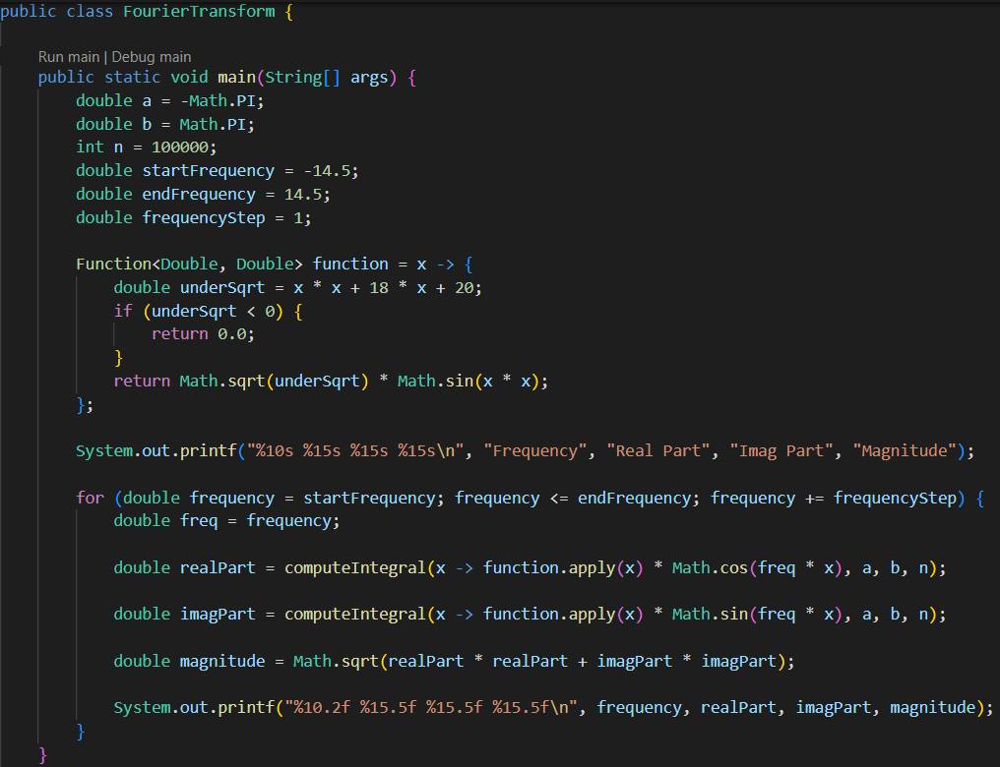 public class FourierTransform {
Run main | Debug main
public static void main(String[] args) {
double a = -Math.PI;
double b = Math.PI;
int n = 100000;
double startFrequency = -14.5;
double endFrequency = 14.5;
double frequencyStep = 1;
Function<Double, Double> function = x -> {
double underSqrt = x * x + 18 * x + 20;
if (underSqrt < 0) {
return 0.0;
}
return Math.sqrt(underSqrt) * Math.sin(x * x);
};
System.out.printf("%10s %15s %15s %15s\n", "Frequency", "Real Part", "Imag Part", "Magnitude");
for (double frequency = startFrequency; frequency <= endFrequency; frequency += frequencyStep) {
double freq = frequency;
double realPart = computeIntegral(x -> function.apply(x) * Math.cos(freq * x), a, b, n);
double imagPart = computeIntegral(x -> function.apply(x) * Math.sin(freq * x), a, b, n);
double magnitude = Math.sqrt(realPart * realPart + imagPart * imagPart);
System.out.printf("%10.2f %15.5f %15.5f %15.5f\n", frequency, realPart, imagPart, magnitude);
}
}